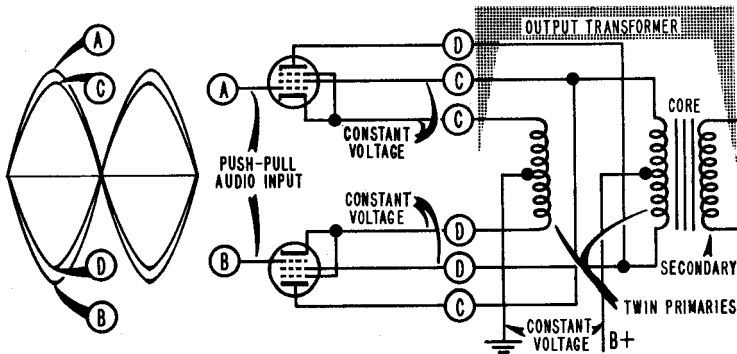 OUTPUT TRANSFORMER
A
C
D
B
A
B
PUSH-PULL
AUDIO INPUT
D
C
C
CONSTANT
VOLTAGE
CONSTANT
VOLTAGE
D
D
C
CORE
SECONDARY
TWIN PRIMARIES
CONSTANT
VOLTAGE
B+